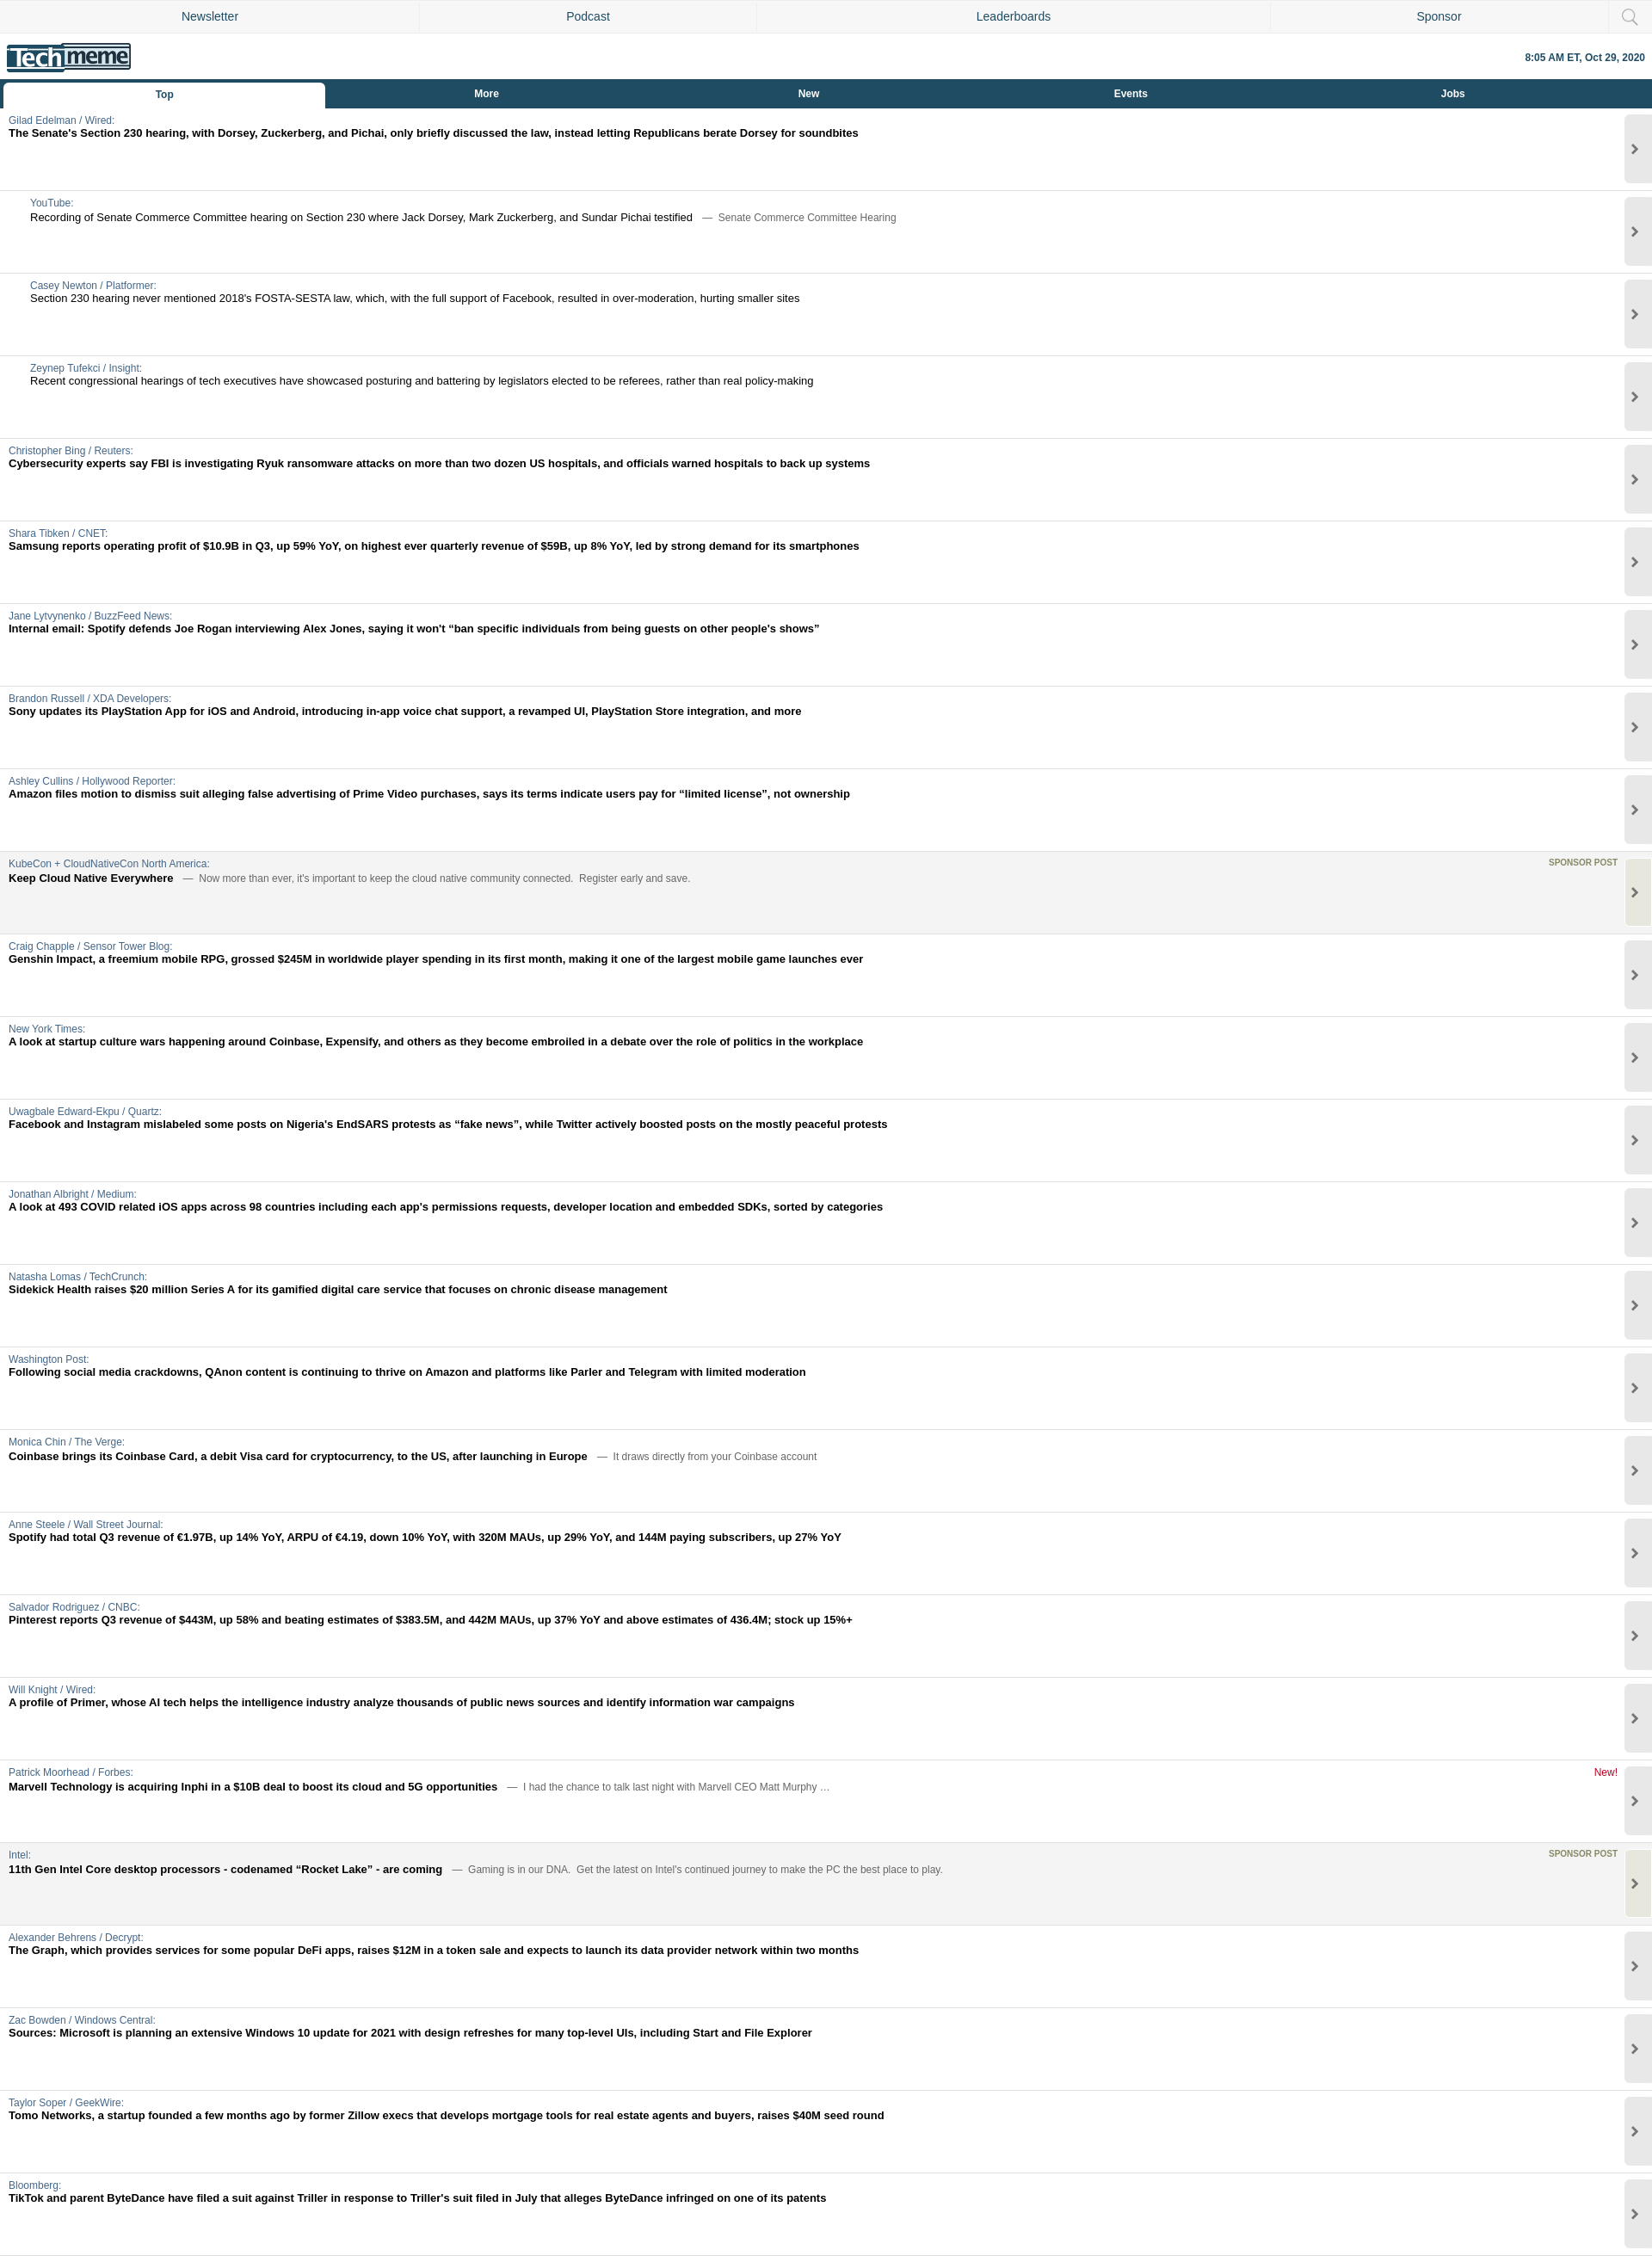 Newsletter
Podcast
Leaderboards
Sponsor
Techmeme
8:05 AM ET, Oct 29, 2020
Top
More
New
Events
Jobs
Gilad Edelman / Wired:
The Senate's Section 230 hearing, with Dorsey, Zuckerberg, and Pichai, only briefly discussed the law, instead letting Republicans berate Dorsey for soundbites
YouTube:
Recording of Senate Commerce Committee hearing on Section 230 where Jack Dorsey, Mark Zuckerberg, and Sundar Pichai testified — Senate Commerce Committee Hearing
Casey Newton / Platformer:
Section 230 hearing never mentioned 2018's FOSTA-SESTA law, which, with the full support of Facebook, resulted in over-moderation, hurting smaller sites
Zeynep Tufekci / Insight:
Recent congressional hearings of tech executives have showcased posturing and battering by legislators elected to be referees, rather than real policy-making
Christopher Bing / Reuters:
Cybersecurity experts say FBI is investigating Ryuk ransomware attacks on more than two dozen US hospitals, and officials warned hospitals to back up systems
Shara Tibken / CNET:
Samsung reports operating profit of $10.9B in Q3, up 59% YoY, on highest ever quarterly revenue of $59B, up 8% YoY, led by strong demand for its smartphones
Jane Lytvynenko / BuzzFeed News:
Internal email: Spotify defends Joe Rogan interviewing Alex Jones, saying it won't “ban specific individuals from being guests on other people's shows”
Brandon Russell / XDA Developers:
Sony updates its PlayStation App for iOS and Android, introducing in-app voice chat support, a revamped UI, PlayStation Store integration, and more
Ashley Cullins / Hollywood Reporter:
Amazon files motion to dismiss suit alleging false advertising of Prime Video purchases, says its terms indicate users pay for “limited license”, not ownership
KubeCon + CloudNativeCon North America:
SPONSOR POST
Keep Cloud Native Everywhere — Now more than ever, it's important to keep the cloud native community connected. Register early and save.
Craig Chapple / Sensor Tower Blog:
Genshin Impact, a freemium mobile RPG, grossed $245M in worldwide player spending in its first month, making it one of the largest mobile game launches ever
New York Times:
A look at startup culture wars happening around Coinbase, Expensify, and others as they become embroiled in a debate over the role of politics in the workplace
Uwagbale Edward-Ekpu / Quartz:
Facebook and Instagram mislabeled some posts on Nigeria's EndSARS protests as “fake news”, while Twitter actively boosted posts on the mostly peaceful protests
Jonathan Albright / Medium:
A look at 493 COVID related iOS apps across 98 countries including each app's permissions requests, developer location and embedded SDKs, sorted by categories
Natasha Lomas / TechCrunch:
Sidekick Health raises $20 million Series A for its gamified digital care service that focuses on chronic disease management
Washington Post:
Following social media crackdowns, QAnon content is continuing to thrive on Amazon and platforms like Parler and Telegram with limited moderation
Monica Chin / The Verge:
Coinbase brings its Coinbase Card, a debit Visa card for cryptocurrency, to the US, after launching in Europe — It draws directly from your Coinbase account
Anne Steele / Wall Street Journal:
Spotify had total Q3 revenue of €1.97B, up 14% YoY, ARPU of €4.19, down 10% YoY, with 320M MAUs, up 29% YoY, and 144M paying subscribers, up 27% YoY
Salvador Rodriguez / CNBC:
Pinterest reports Q3 revenue of $443M, up 58% and beating estimates of $383.5M, and 442M MAUs, up 37% YoY and above estimates of 436.4M; stock up 15%+
Will Knight / Wired:
A profile of Primer, whose AI tech helps the intelligence industry analyze thousands of public news sources and identify information war campaigns
Patrick Moorhead / Forbes:
New!
Marvell Technology is acquiring Inphi in a $10B deal to boost its cloud and 5G opportunities — I had the chance to talk last night with Marvell CEO Matt Murphy …
Intel:
SPONSOR POST
11th Gen Intel Core desktop processors - codenamed “Rocket Lake” - are coming — Gaming is in our DNA. Get the latest on Intel's continued journey to make the PC the best place to play.
Alexander Behrens / Decrypt:
The Graph, which provides services for some popular DeFi apps, raises $12M in a token sale and expects to launch its data provider network within two months
Zac Bowden / Windows Central:
Sources: Microsoft is planning an extensive Windows 10 update for 2021 with design refreshes for many top-level UIs, including Start and File Explorer
Taylor Soper / GeekWire:
Tomo Networks, a startup founded a few months ago by former Zillow execs that develops mortgage tools for real estate agents and buyers, raises $40M seed round
Bloomberg:
TikTok and parent ByteDance have filed a suit against Triller in response to Triller's suit filed in July that alleges ByteDance infringed on one of its patents